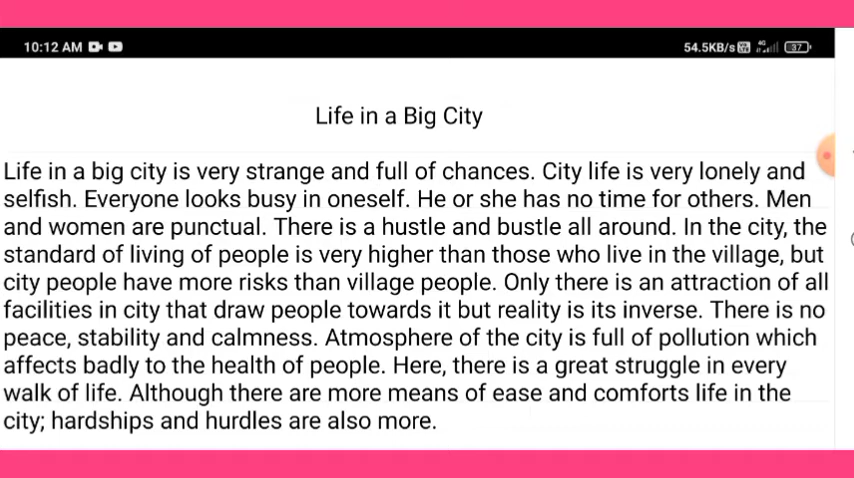 10:12 AM
54.5KB/s 4G 37
Life in a Big City
Life in a big city is very strange and full of chances. City life is very lonely and
selfish. Everyone looks busy in oneself. He or she has no time for others. Men
and women are punctual. There is a hustle and bustle all around. In the city, the
standard of living of people is very higher than those who live in the village, but
city people have more risks than village people. Only there is an attraction of all
facilities in city that draw people towards it but reality is its inverse. There is no
peace, stability and calmness. Atmosphere of the city is full of pollution which
affects badly to the health of people. Here, there is a great struggle in every
walk of life. Although there are more means of ease and comforts life in the
city; hardships and hurdles are also more.